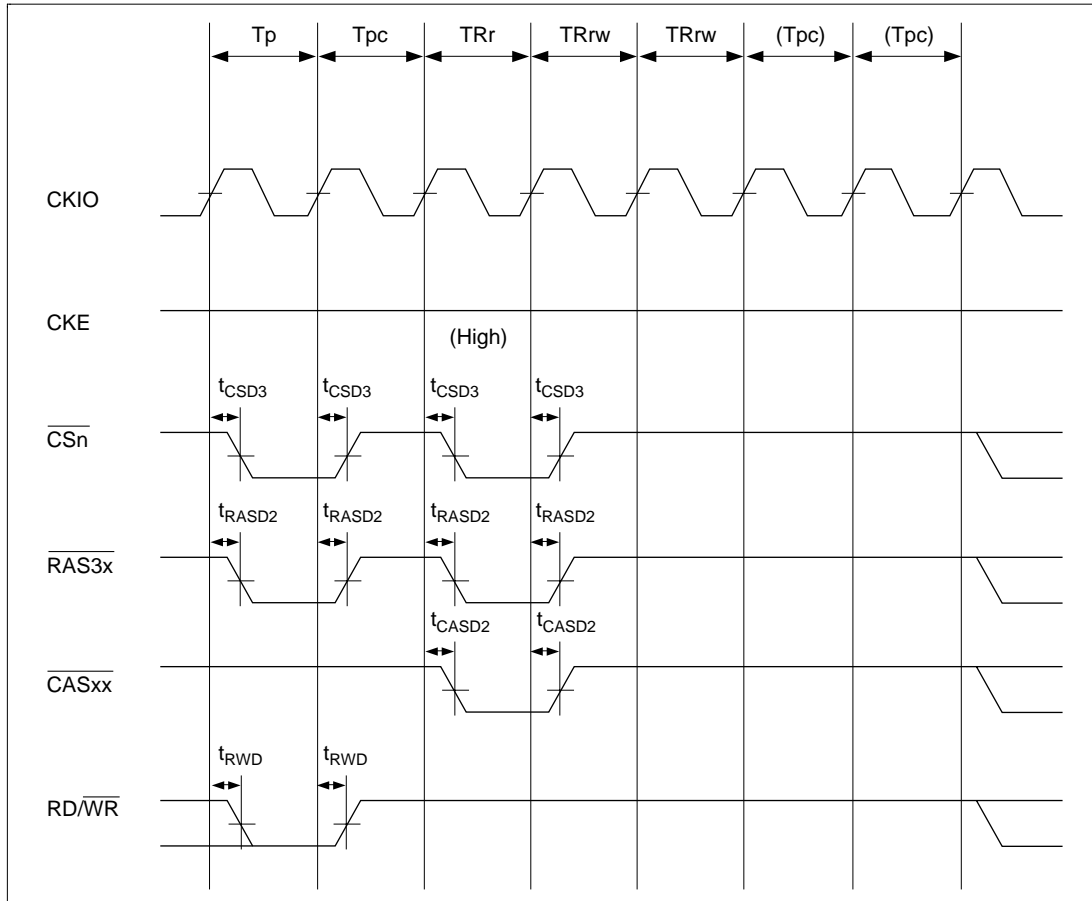 Tp Tpc TRr TRrw TRrw (Tpc) (Tpc)
CKIO
CKE
(High)
tCSD3 tCSD3 tCSD3 tCSD3
CSn
tRASD2 tRASD2 tRASD2 tRASD2
RAS3x
tCASD2 tCASD2
CASxx
tRWD tRWD
RD/WR